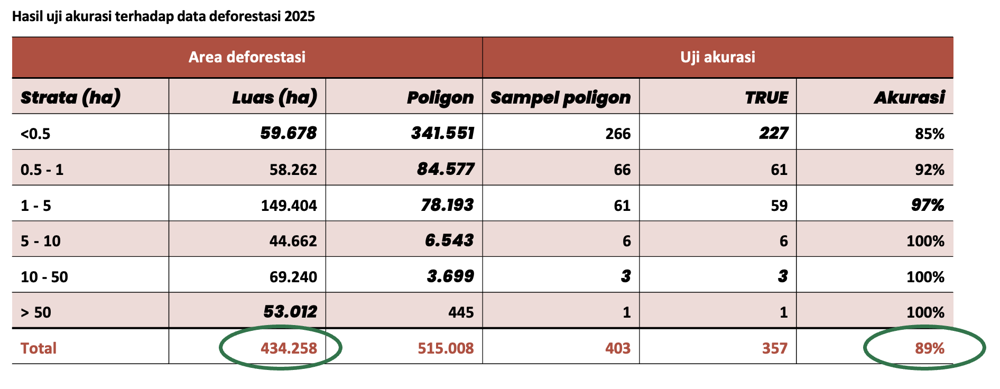 Hasil uji akurasi terhadap data deforestasi 2025
Area deforestasi Uji akurasi
Strata (ha) Luas (ha) Poligon Sampel poligon TRUE Akurasi
<0.5 59.678 341.551 266 227 85%
0.5 - 1 58.262 84.577 66 61 92%
1 - 5 149.404 78.193 61 59 97%
5 - 10 44.662 6.543 6 6 100%
10 - 50 69.240 3.699 3 3 100%
> 50 53.012 445 1 1 100%
Total 434.258 515.008 403 357 89%